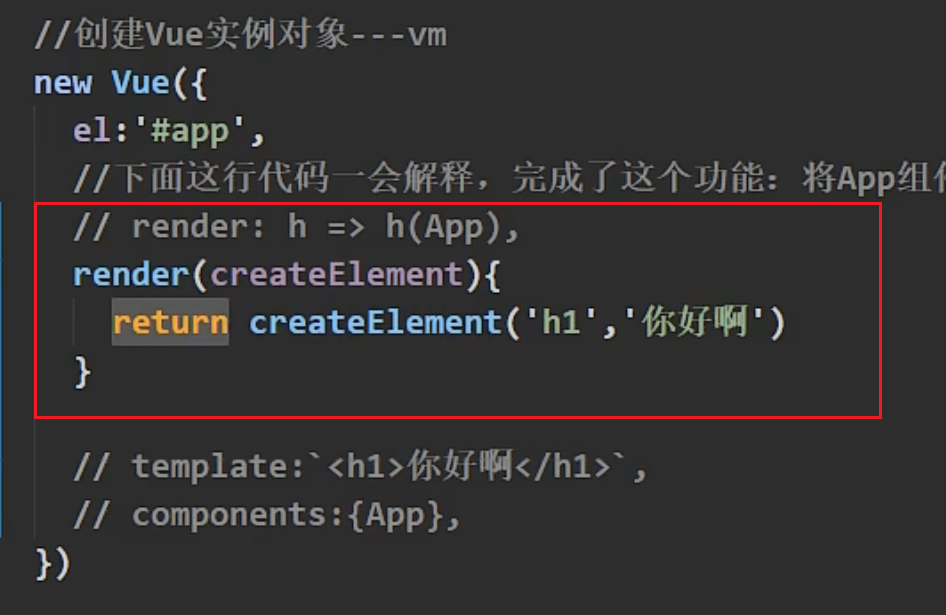 //创建Vue实例对象---vm
new Vue({
el:'#app',
//下面这行代码一会解释，完成了这个功能：将App组件
// render: h => h(App),
render(createElement){
return createElement('h1','你好啊')
}
// template:`<h1>你好啊</h1>`,
// components:{App},
})